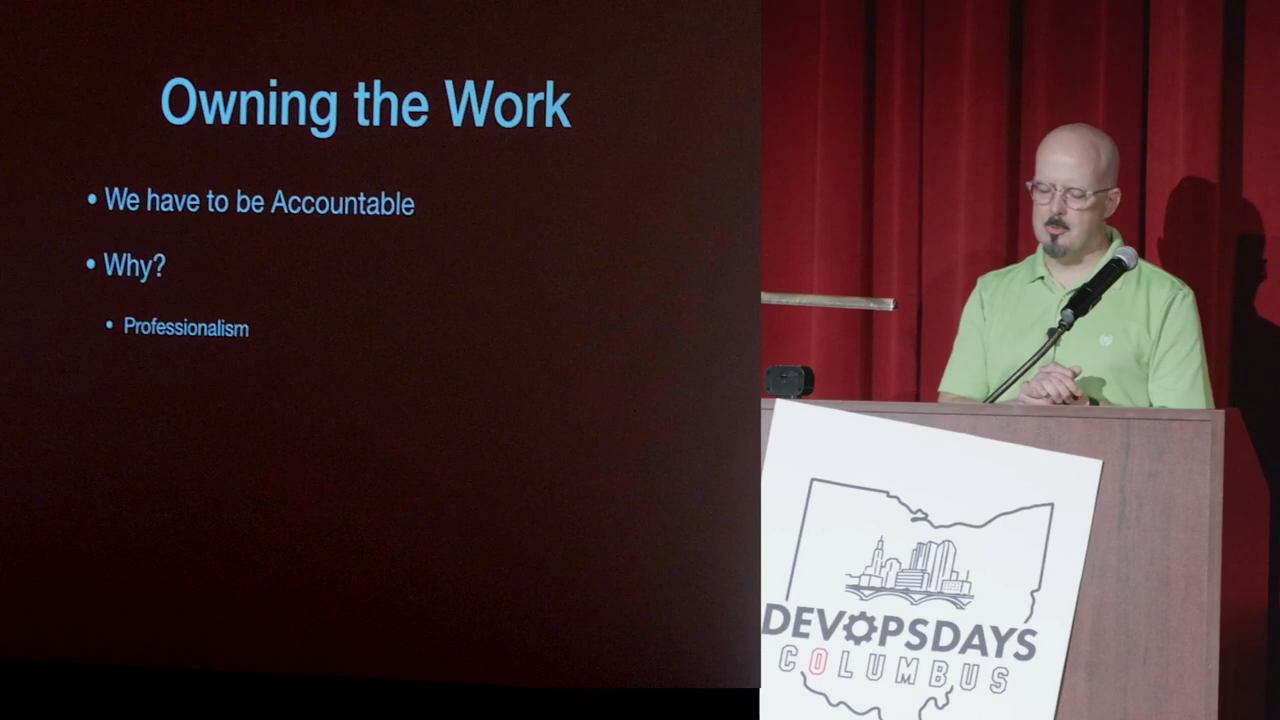 Owning the Work
• We have to be Accountable
• Why?
• Professionalism
DEVOPSDAYS
COLUMBUS